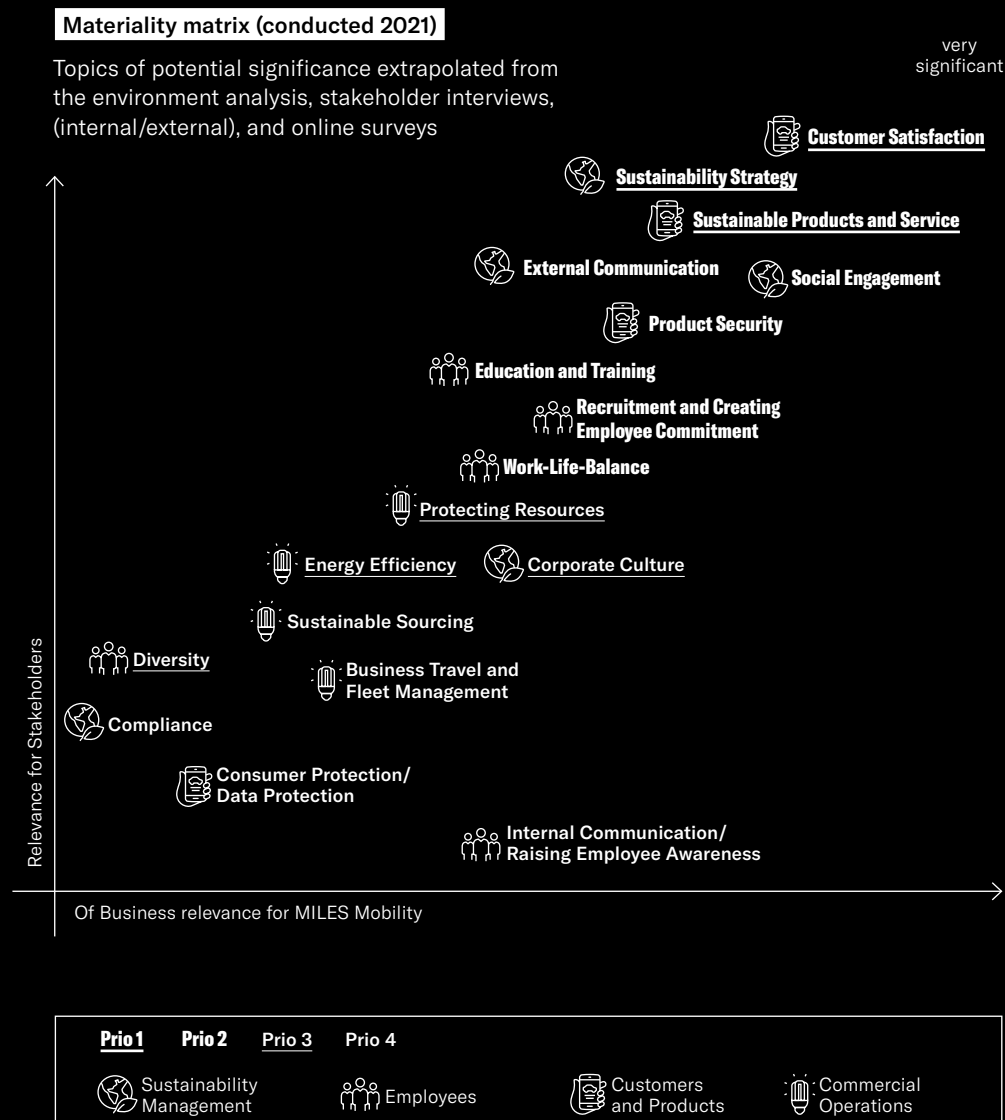 Materiality matrix (conducted 2021)
very
significant
Topics of potential significance extrapolated from
the environment analysis, stakeholder interviews,
(internal/external), and online surveys
Customer Satisfaction
Sustainability Strategy
Sustainable Products and Service
External Communication
Social Engagement
Product Security
Education and Training
Recruitment and Creating
Employee Commitment
Work-Life-Balance
Protecting Resources
Energy Efficiency
Corporate Culture
Sustainable Sourcing
Diversity
Business Travel and
Fleet Management
Compliance
Consumer Protection/
Data Protection
Internal Communication/
Raising Employee Awareness
Relevance for Stakeholders
Of Business relevance for MILES Mobility
Prio 1 Prio 2 Prio 3 Prio 4
Sustainability
Management
Employees
Customers
and Products
Commercial
Operations